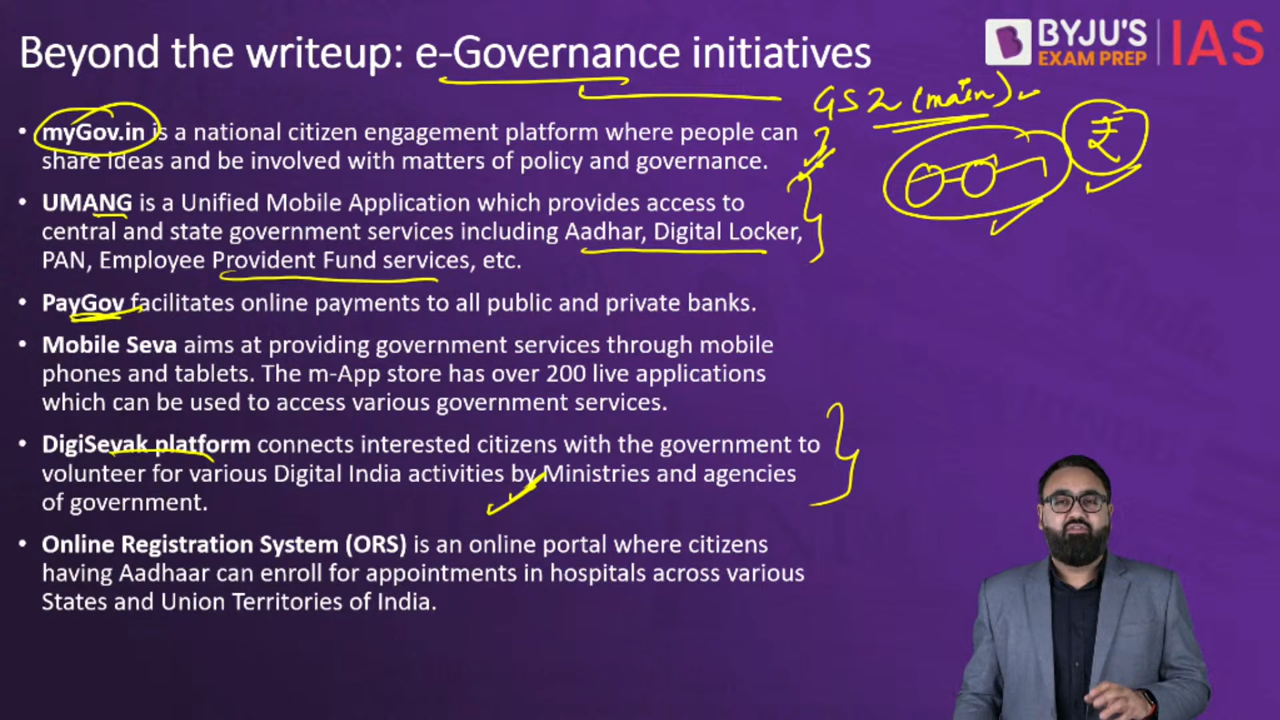 Beyond the writeup: e-Governance initiatives
BYJU'S
EXAM PREP
IAS
GS 2 (main)
₹
• myGov.in is a national citizen engagement platform where people can
share ideas and be involved with matters of policy and governance.
• UMANG is a Unified Mobile Application which provides access to
central and state government services including Aadhar, Digital Locker,
PAN, Employee Provident Fund services, etc.
• PayGov facilitates online payments to all public and private banks.
• Mobile Seva aims at providing government services through mobile
phones and tablets. The m-App store has over 200 live applications
which can be used to access various government services.
• DigiSevak platform connects interested citizens with the government to
volunteer for various Digital India activities by Ministries and agencies
of government.
• Online Registration System (ORS) is an online portal where citizens
having Aadhaar can enroll for appointments in hospitals across various
States and Union Territories of India.